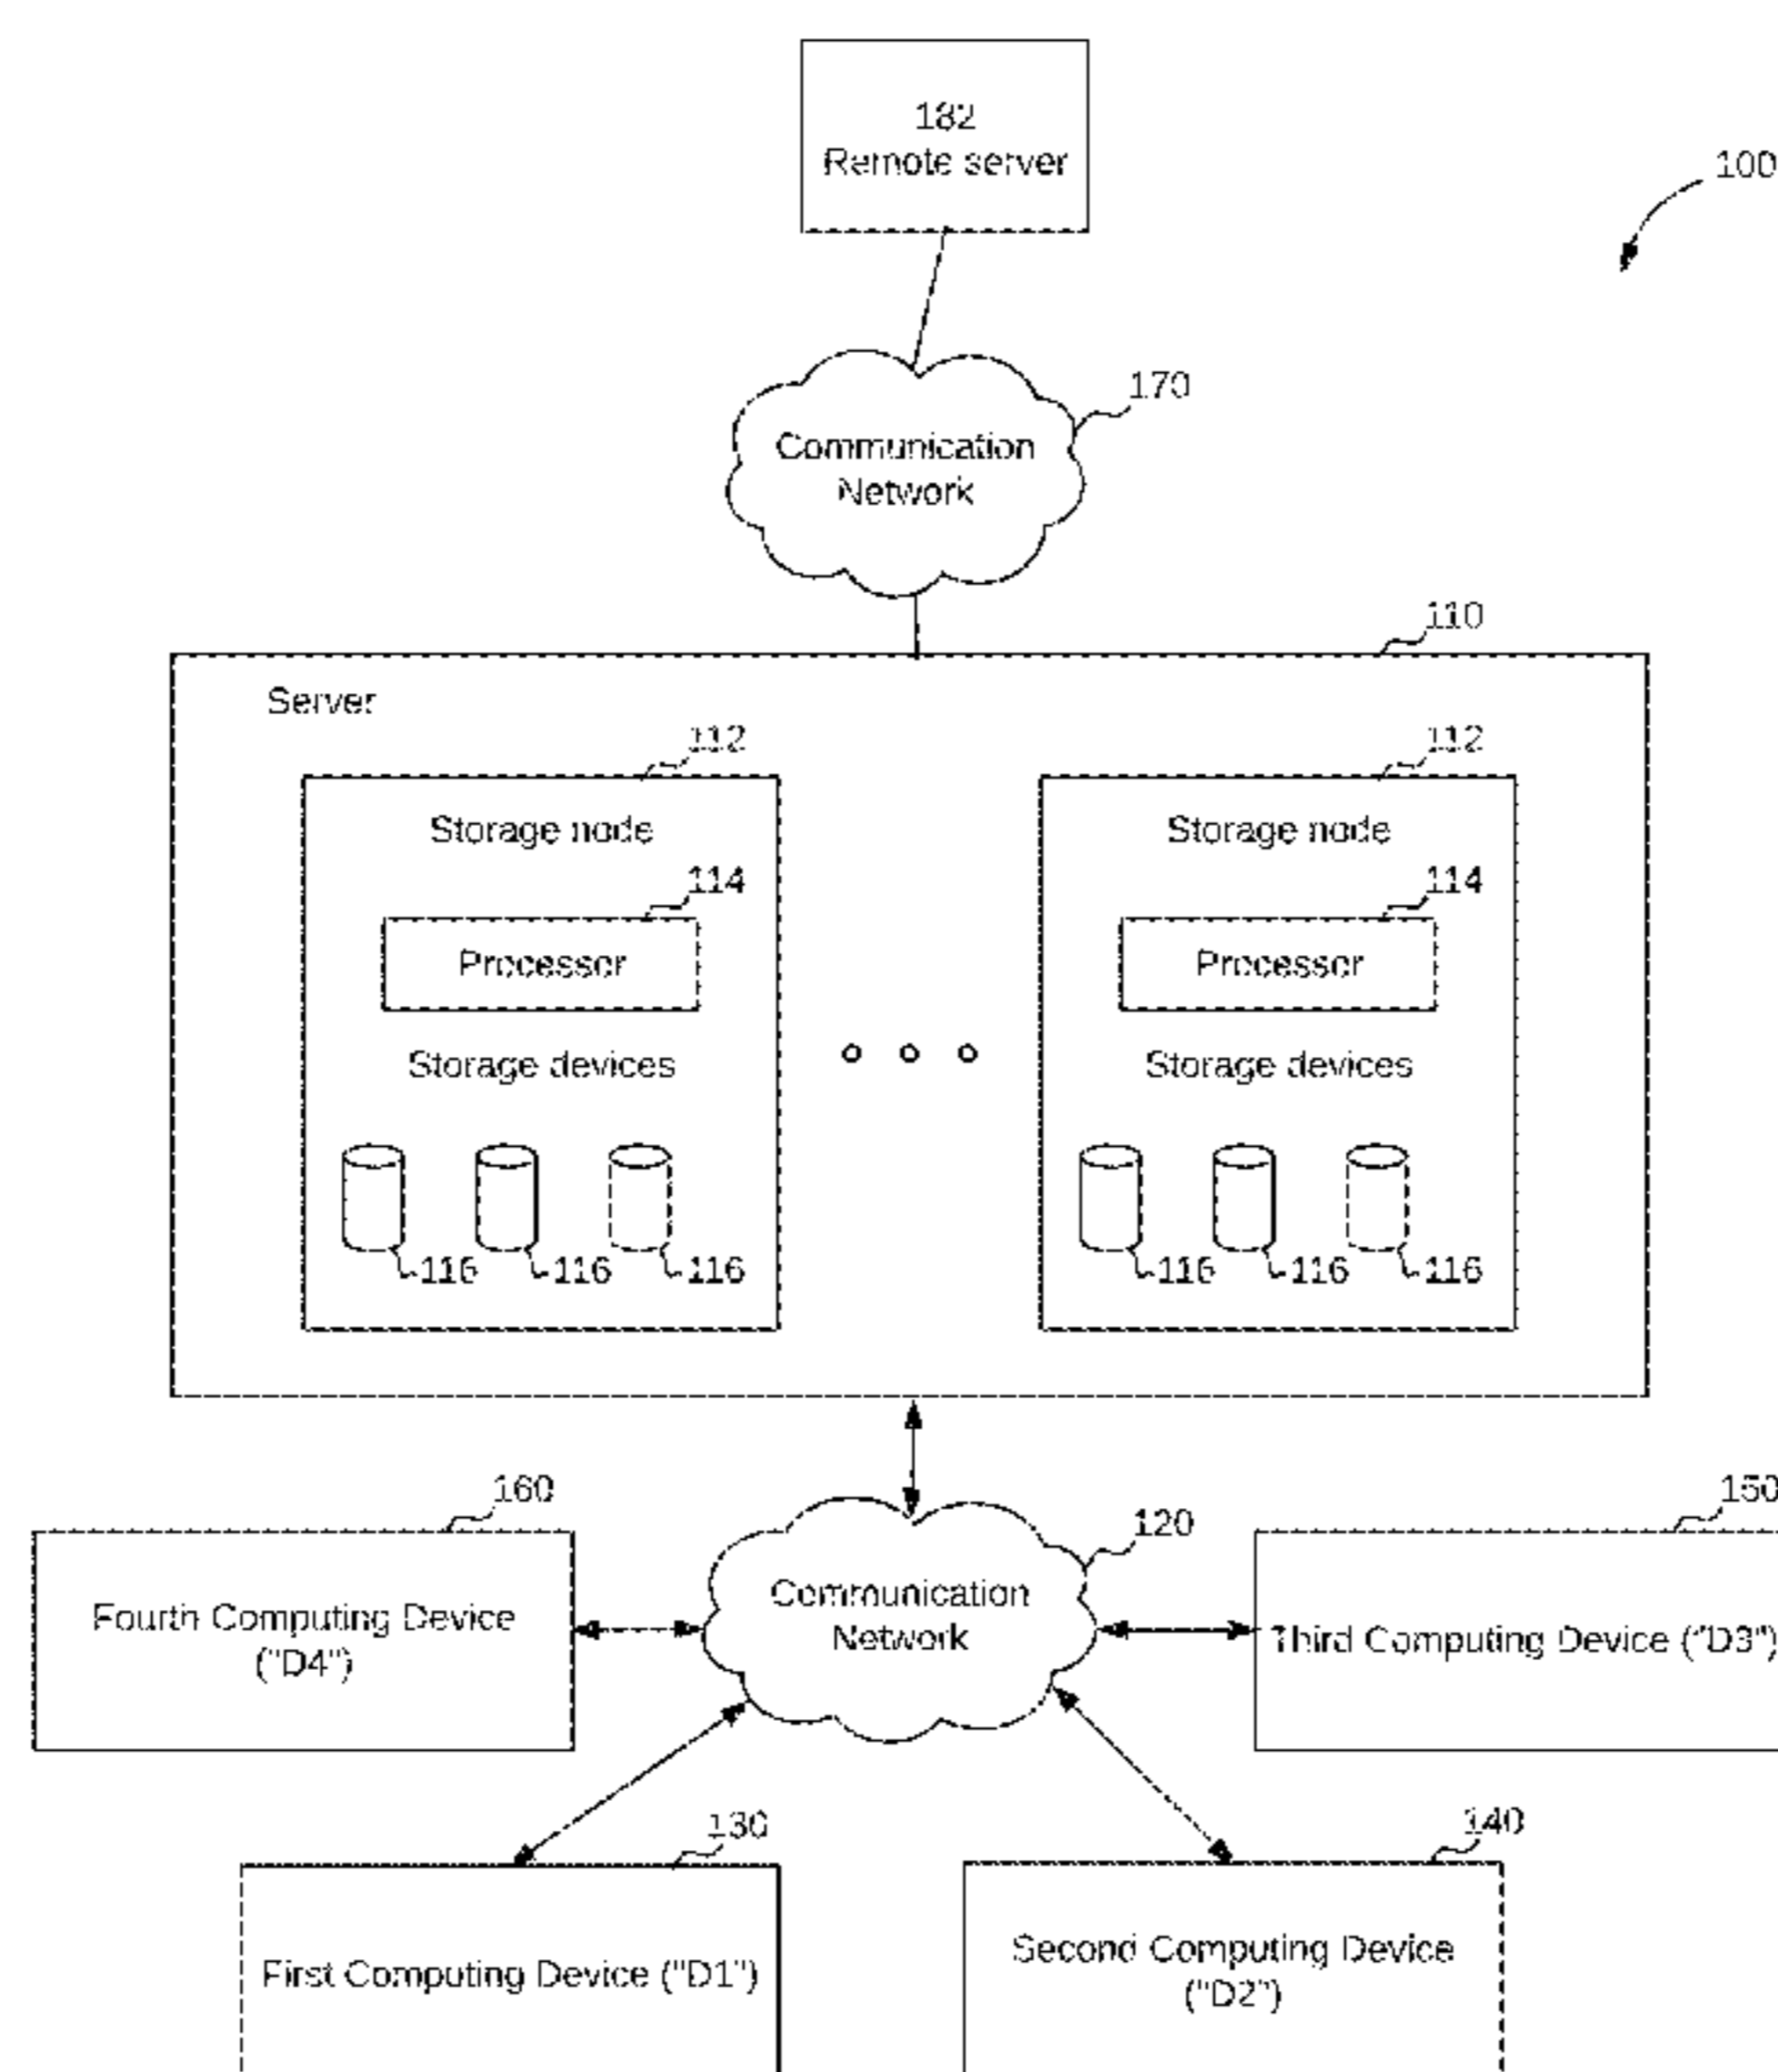 182
Remote server
100
170
Communication
Network
110
Server
112
112
Storage node
Storage node
114
114
Processor
Processor
Storage devices
Storage devices
116
116
116
116
116
116
160
150
120
Fourth Computing Device
("D4")
Communication
Network
Third Computing Device ("D3")
130
140
First Computing Device ("D1")
Second Computing Device
("D2")